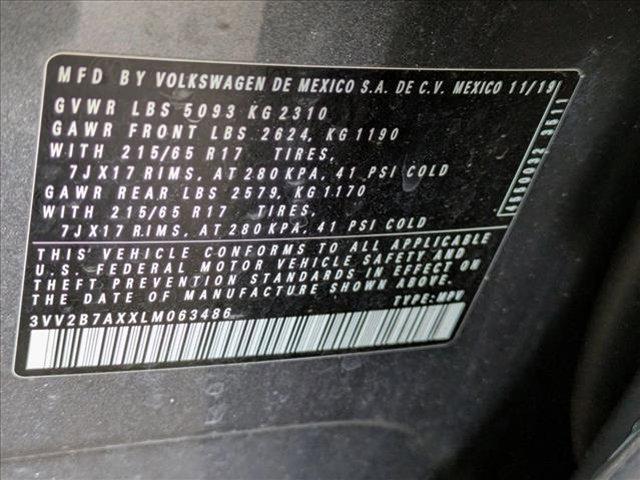 MFD BY VOLKSWAGEN DE MEXICO S.A. DE C.V. MEXICO 11/19
GVWR LBS 5093 KG 2310
GAWR FRONT LBS 2624, KG 1190
WITH 215/65 R17 TIRES,
7JX17 RIMS, AT 280 KPA, 41 PSI COLD
GAWR REAR LBS 2579, KG 1170
WITH 215/65 R17 TIRES,
7JX17 RIMS, AT 280 KPA, 41 PSI COLD
THIS VEHICLE CONFORMS TO ALL APPLICABLE
U.S. FEDERAL MOTOR VEHICLE SAFETY AND
THEFT PREVENTION STANDARDS IN EFFECT ON
THE DATE OF MANUFACTURE SHOWN ABOVE.
TYPE: MPV
3VV2B7AXXLM063486